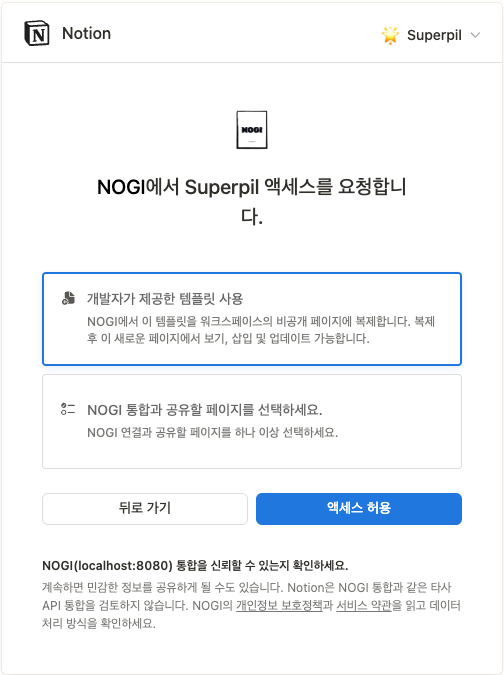 Notion
Superpil
NOGI
NOGI에서 Superpil 액세스를 요청합니
다.
개발자가 제공한 템플릿 사용
NOGI에서 이 템플릿을 워크스페이스의 비공개 페이지에 복제합니다. 복제
후 이 새로운 페이지에서 보기, 삽입 및 업데이트 가능합니다.
NOGI 통합과 공유할 페이지를 선택하세요.
NOGI 연결과 공유할 페이지를 하나 이상 선택하세요.
뒤로 가기
액세스 허용
NOGI(localhost:8080) 통합을 신뢰할 수 있는지 확인하세요.
계속하면 민감한 정보를 공유하게 될 수도 있습니다. Notion은 NOGI 통합과 같은 타사
API 통합을 검토하지 않습니다. NOGI의 개인정보 보호정책과 서비스 약관을 읽고 데이터
처리 방식을 확인하세요.